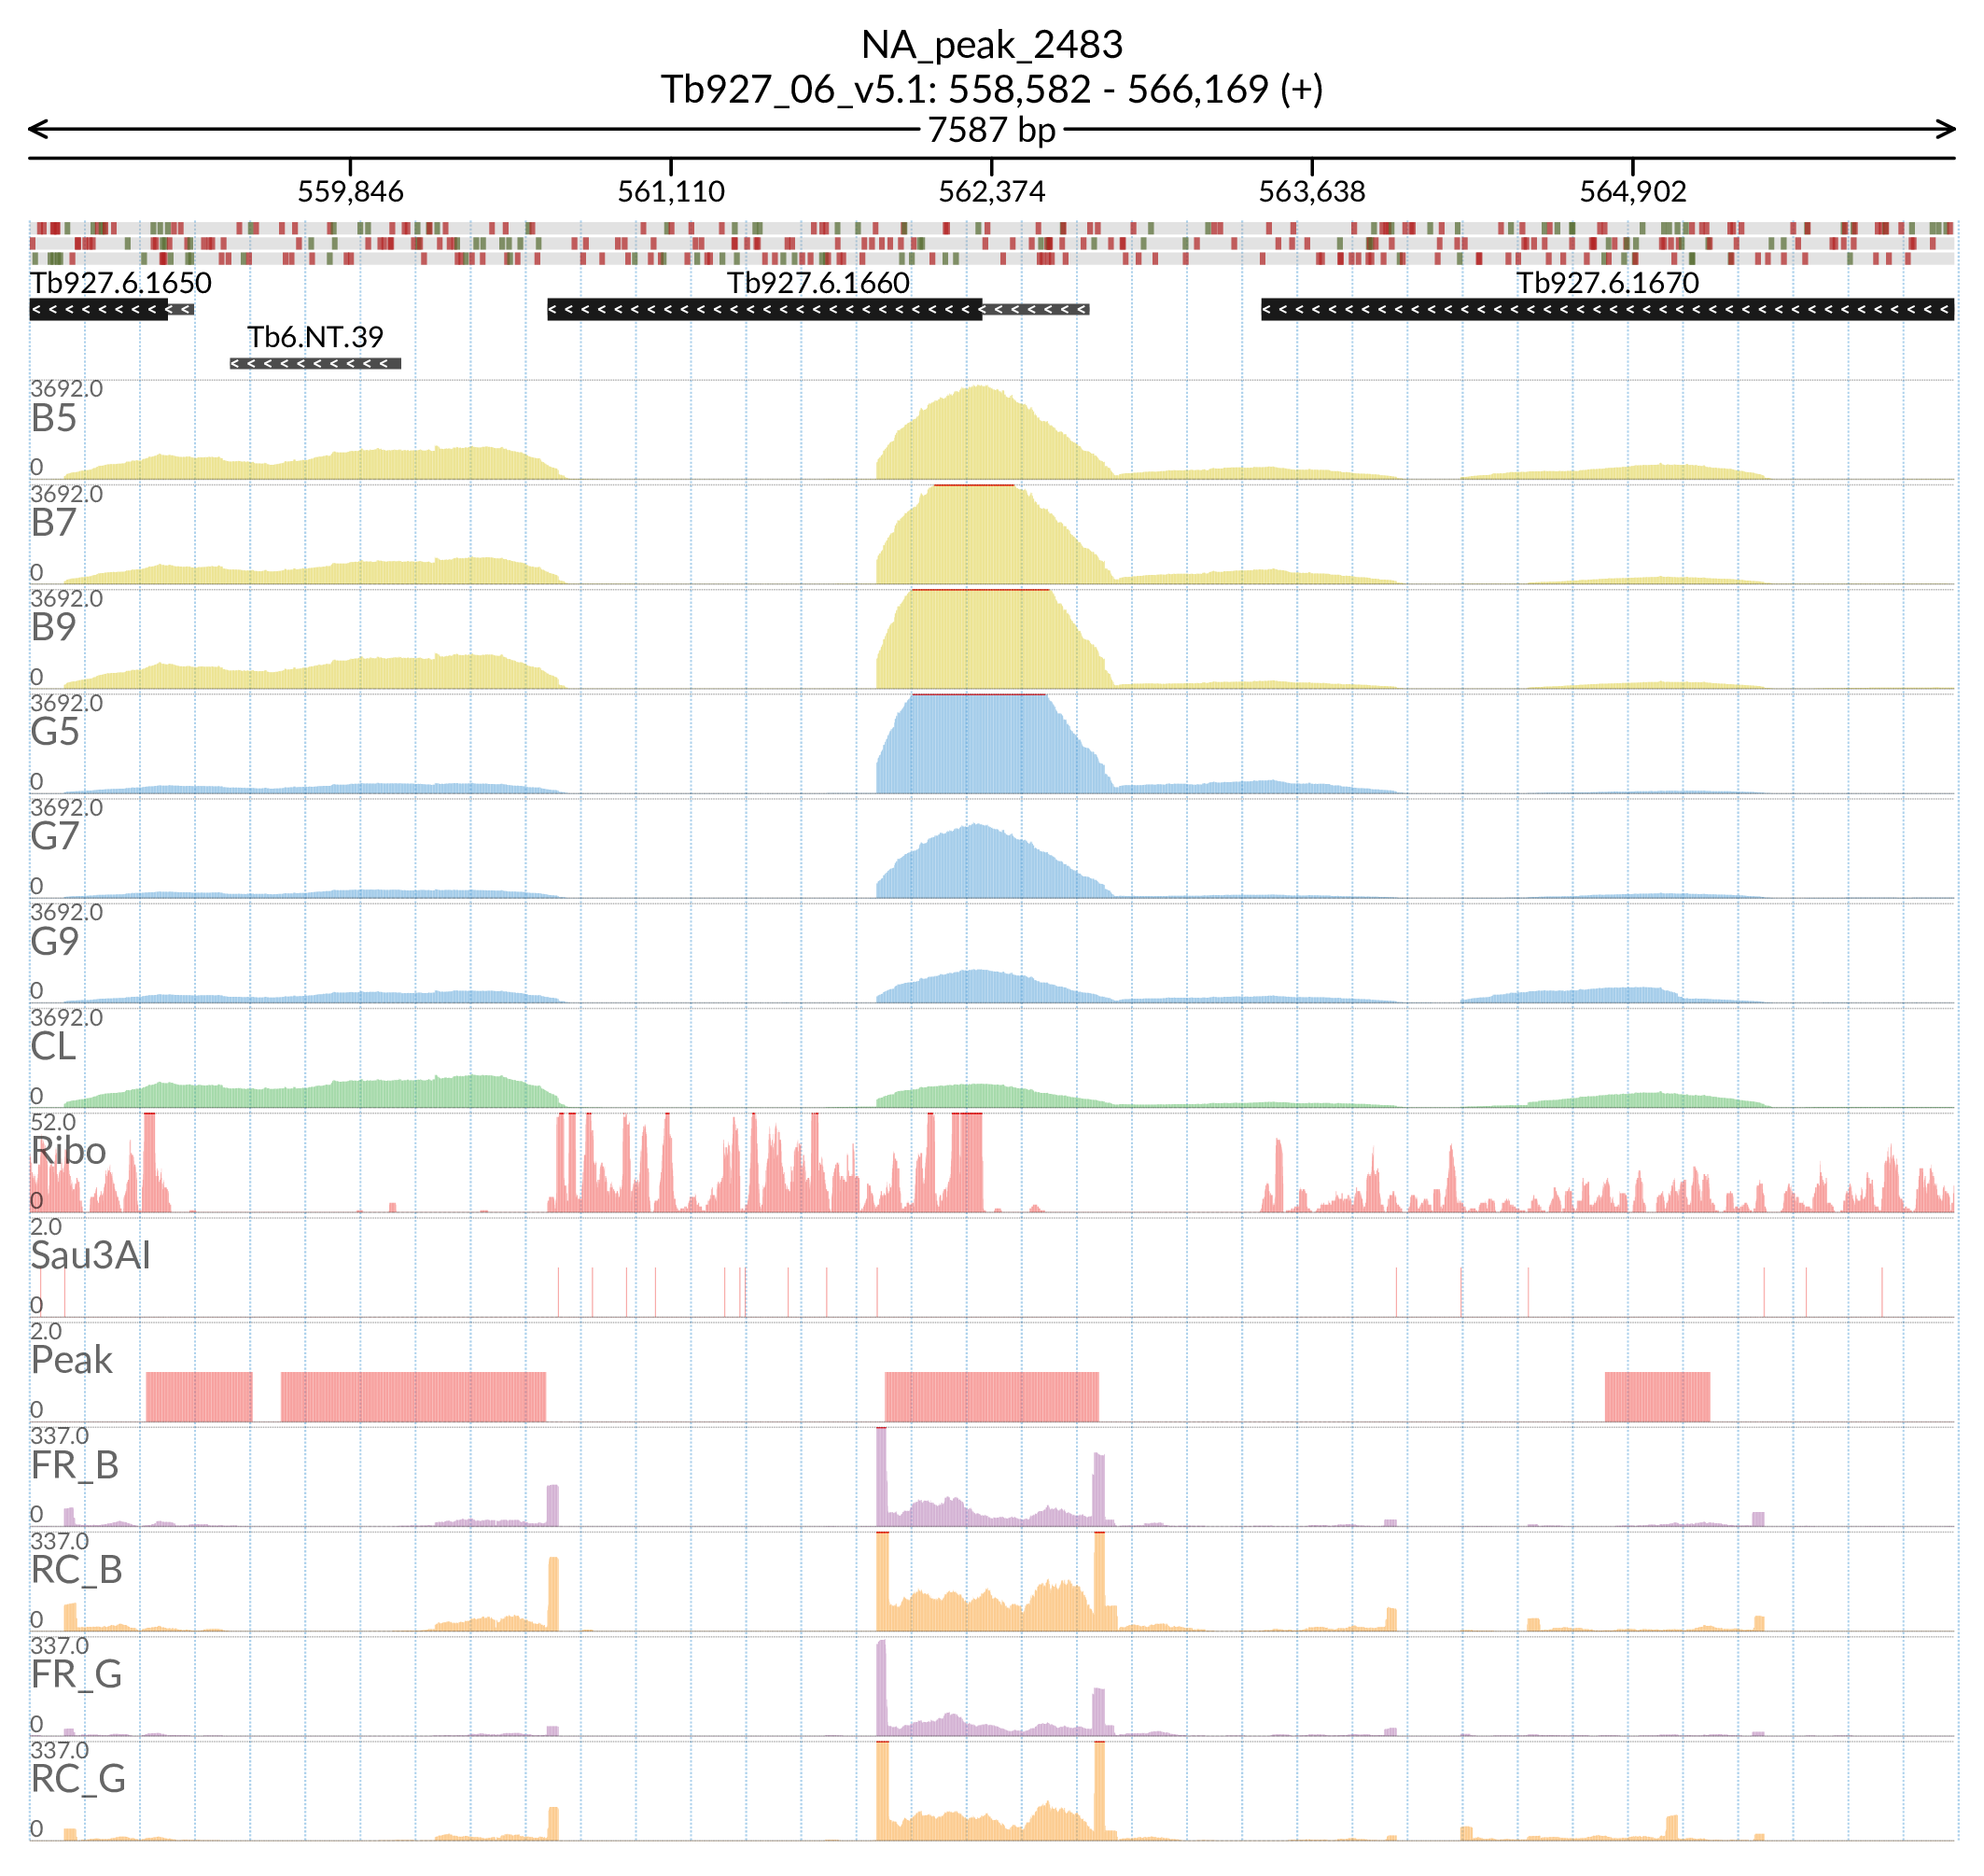 NA_peak_2483
Tb927_06_v5.1: 558,582 - 566,169 (+)
7587 bp
559,846 561,110 562,374 563,638 564,902
Tb927.6.1650 Tb927.6.1660 Tb927.6.1670
Tb6.NT.39
3692.0
B5
0
3692.0
B7
0
3692.0
B9
0
3692.0
G5
0
3692.0
G7
0
3692.0
G9
0
3692.0
CL
0
52.0
Ribo
0
2.0
Sau3AI
0
2.0
Peak
0
337.0
FR_B
0
337.0
RC_B
0
337.0
FR_G
0
337.0
RC_G
0